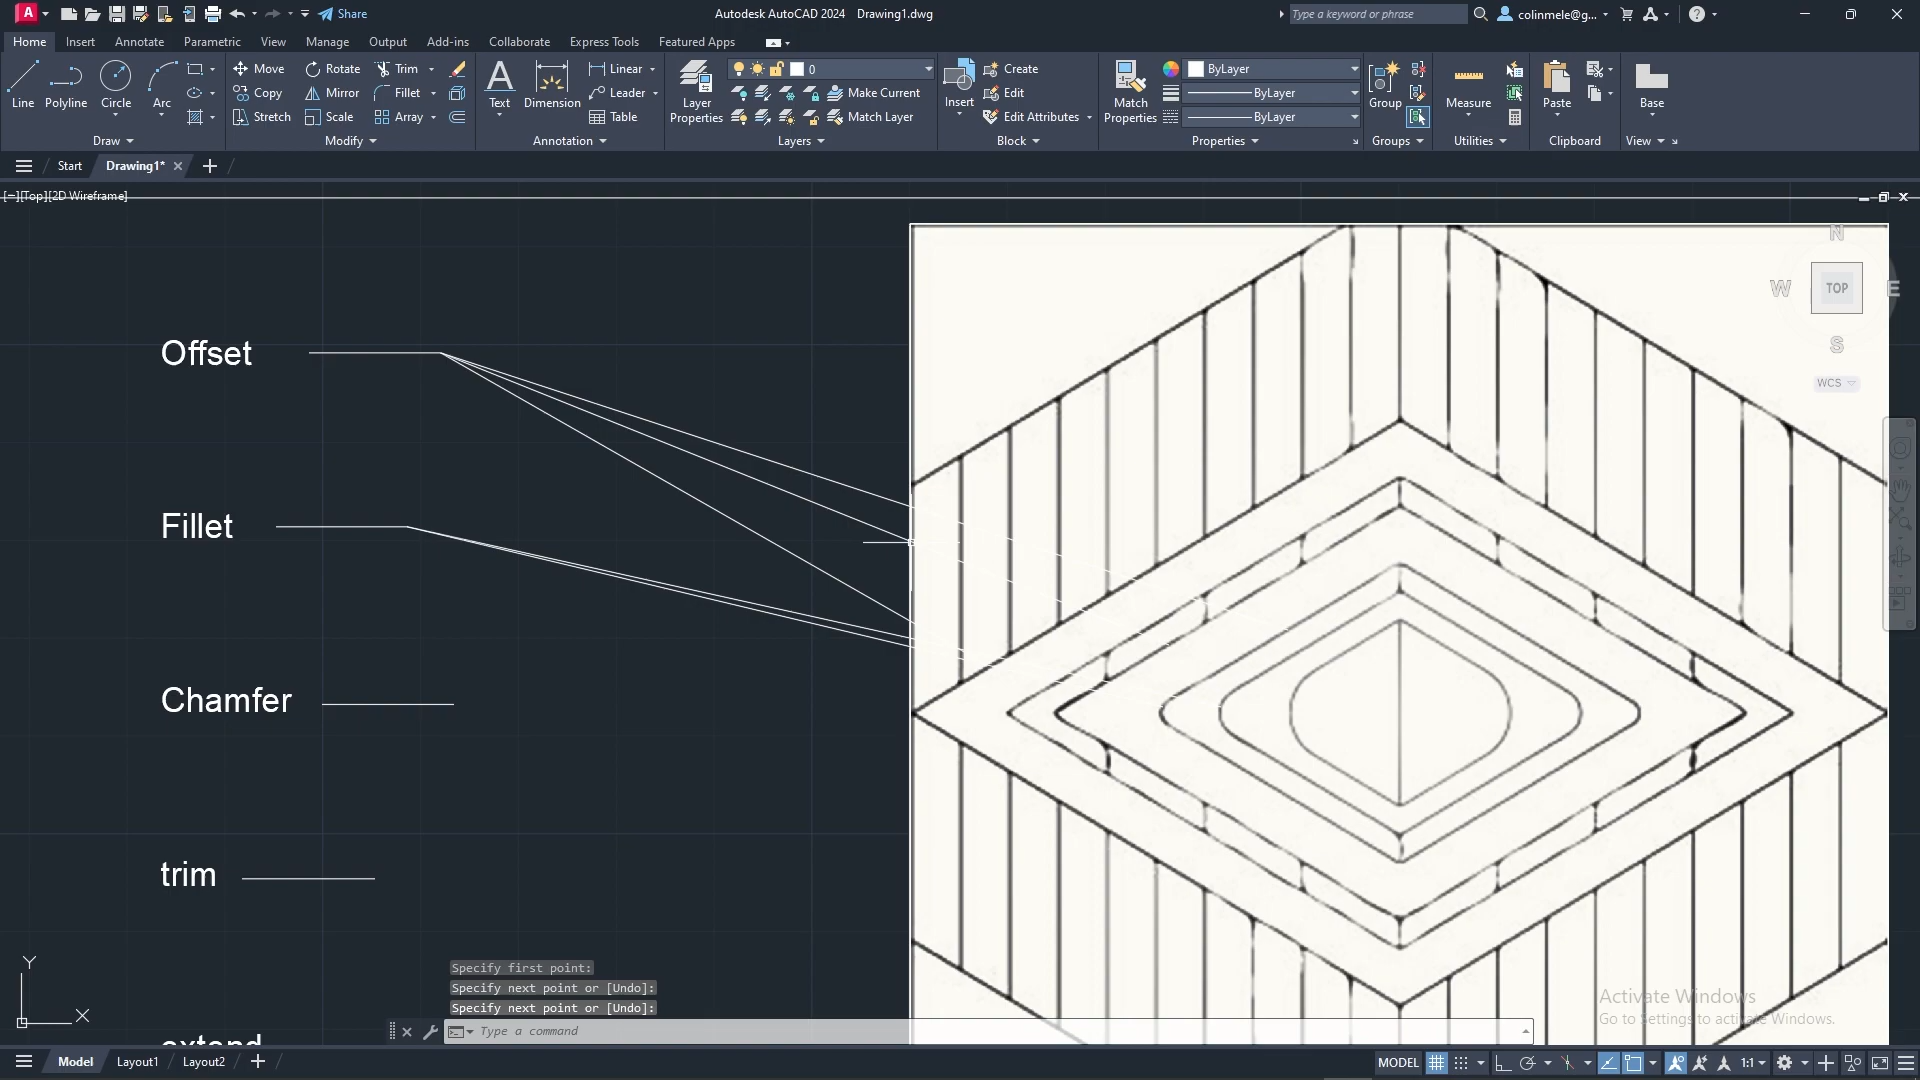 A Share Autodesk AutoCAD 2024 Drawing1.dwg Type a keyword or phrase colinmele@g...
Home Insert Annotate Parametric View Manage Output Add-ins Collaborate Express Tools Featured Apps
Move Rotate Trim Linear Create 0 ByLayer
Line Polyline Circle Arc Copy Mirror Fillet Text Dimension Leader Layer Properties Make Current Insert Edit Match Properties ByLayer Group Measure Paste Base
Stretch Scale Array Table Match Layer Edit Attributes ByLayer
Draw Modify Annotation Layers Block Properties Groups Utilities Clipboard View
Start Drawing1*
[−][Top][2D Wireframe]
N
W TOP E
S
WCS
Offset
Fillet
Chamfer
trim
extend
Y
X
Specify first point:
Specify next point or [Undo]:
Specify next point or [Undo]:
Type a command
Activate Windows
Go to Settings to activate Windows.
Model Layout1 Layout2 MODEL 1:1